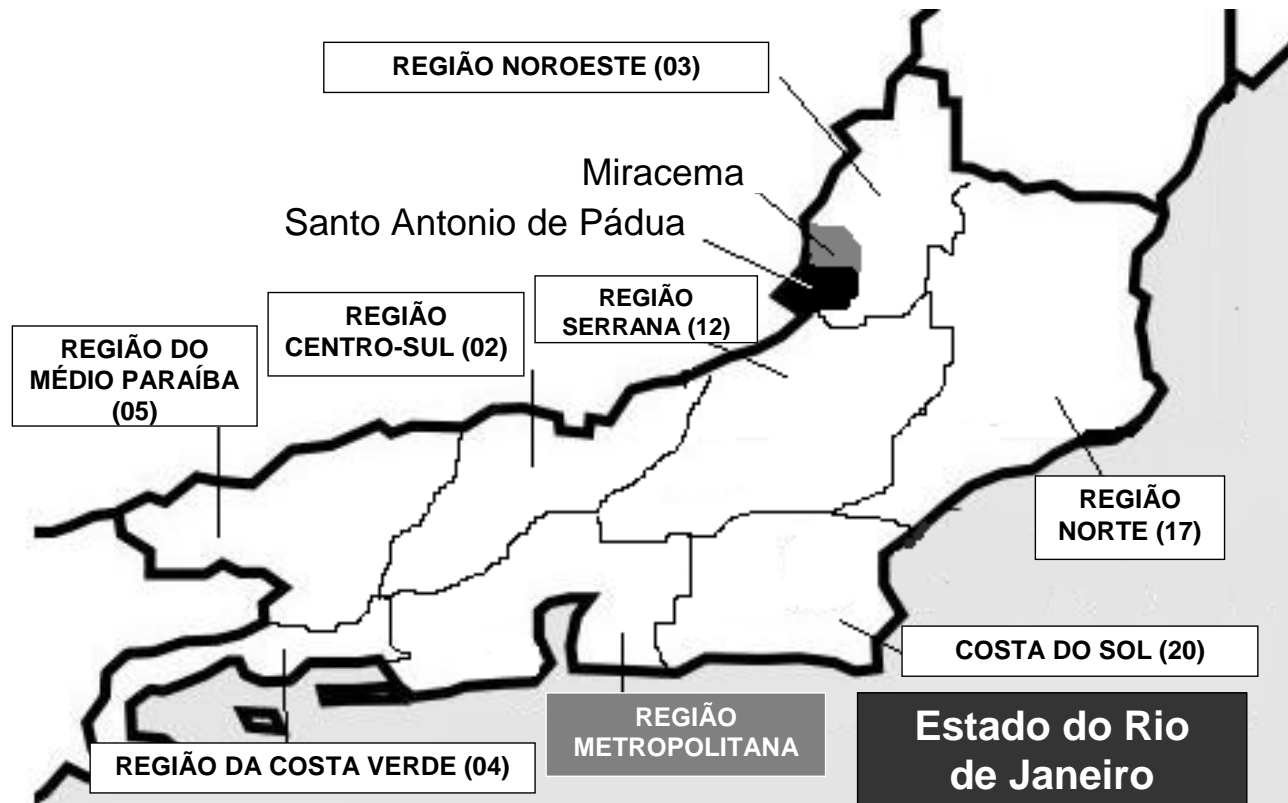 REGIÃO NOROESTE (03)
Miracema
Santo Antonio de Pádua
REGIÃO
SERRANA (12)
REGIÃO
CENTRO-SUL (02)
REGIÃO DO
MÉDIO PARAÍBA
(05)
REGIÃO
NORTE (17)
COSTA DO SOL (20)
REGIÃO
METROPOLITANA
REGIÃO DA COSTA VERDE (04)
Estado do Rio
de Janeiro